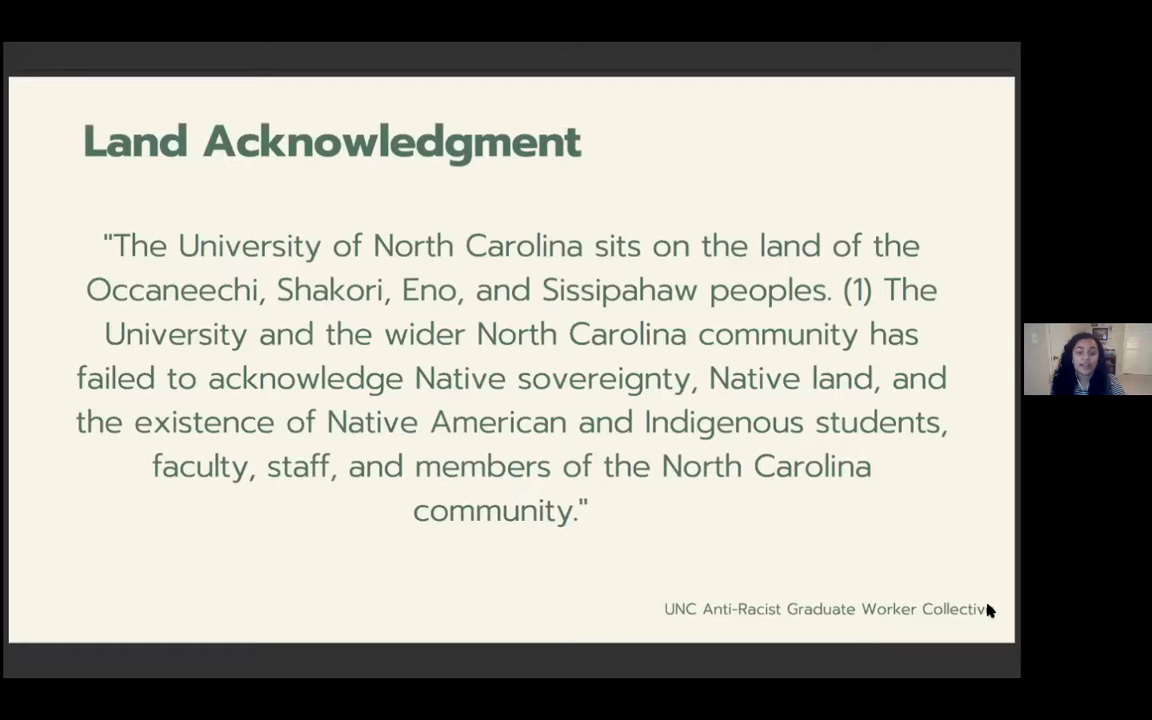 Land Acknowledgment
"The University of North Carolina sits on the land of the
Occaneechi, Shakori, Eno, and Sissipahaw peoples. (1) The
University and the wider North Carolina community has
failed to acknowledge Native sovereignty, Native land, and
the existence of Native American and Indigenous students,
faculty, staff, and members of the North Carolina
community."
UNC Anti-Racist Graduate Worker Collective